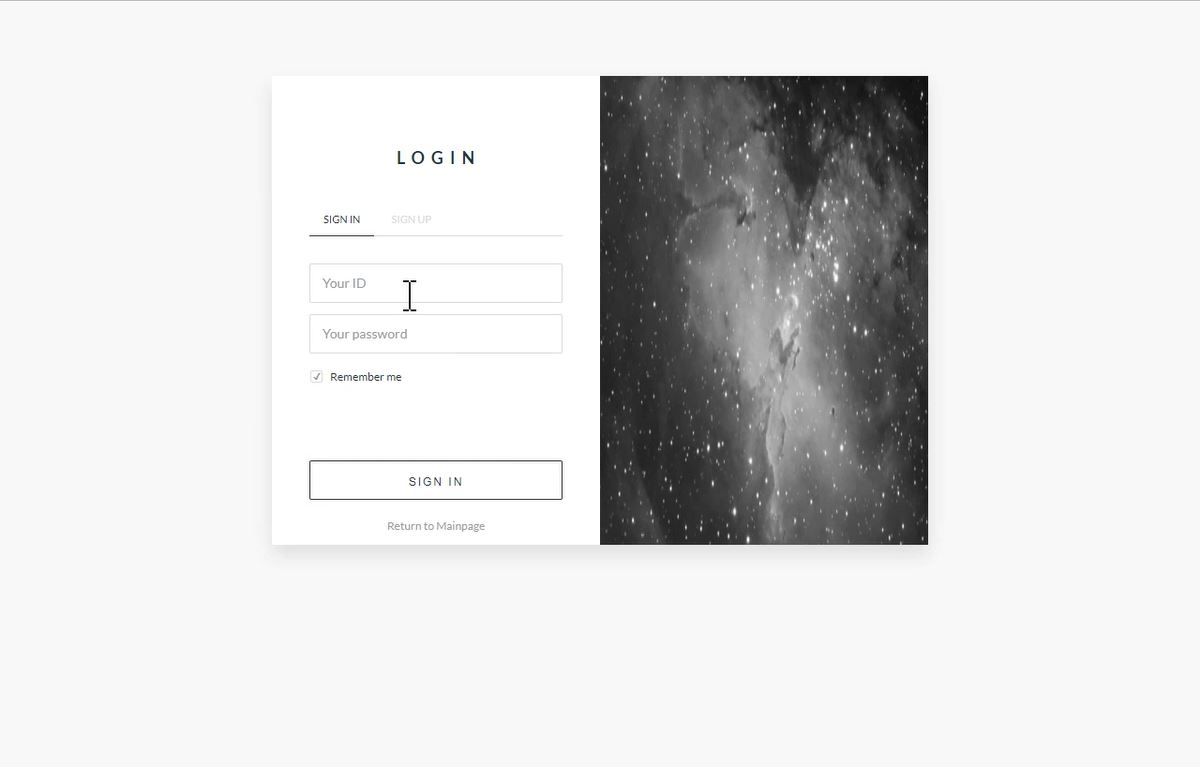 LOGIN
SIGN IN SIGN UP
Your ID
Your password
Remember me
SIGN IN
Return to Mainpage